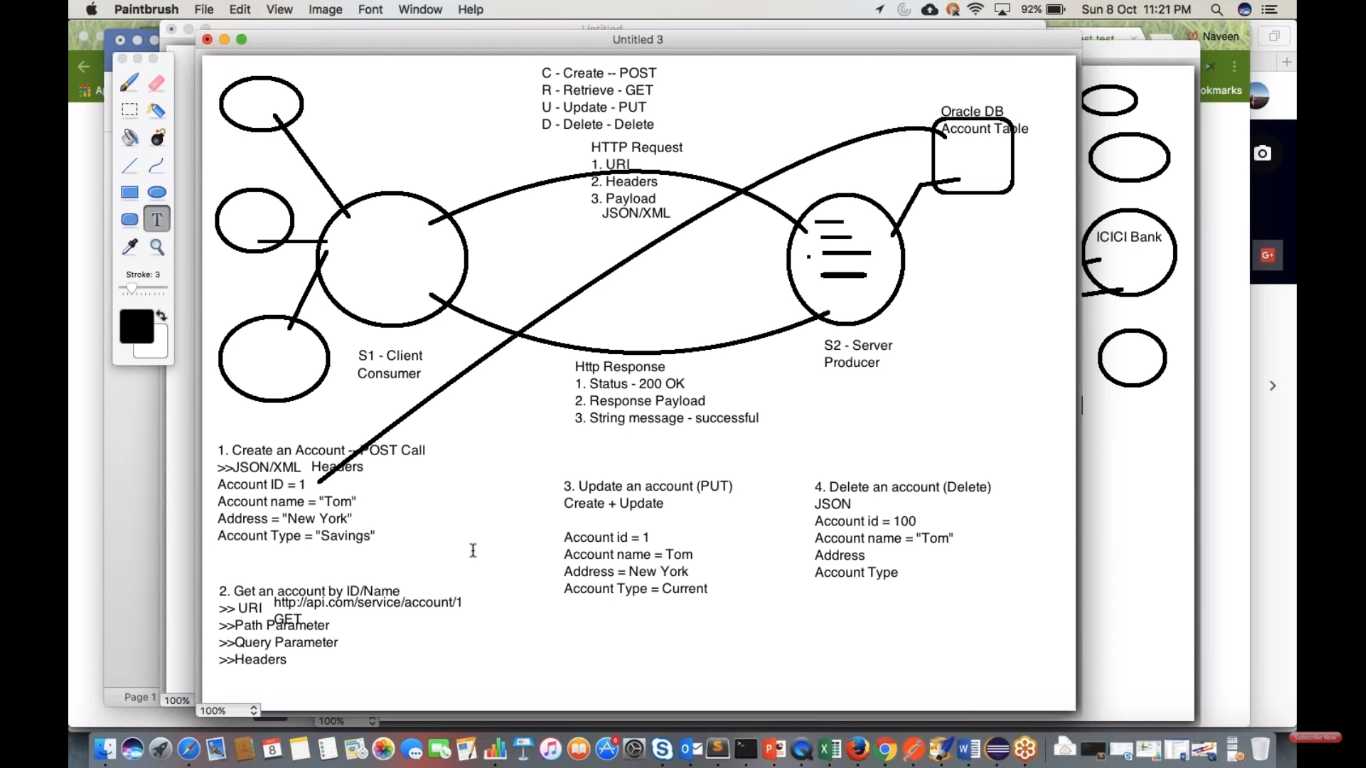 Paintbrush File Edit View Image Font Window Help 92% Sun 8 Oct 11:21 PM
Untitled
Untitled 3
Naveen
C - Create -- POST
R - Retrieve - GET
U - Update - PUT
D - Delete - Delete
HTTP Request
1. URI
2. Headers
3. Payload
JSON/XML
Oracle DB
Account Table
ICICI Bank
okmarks
T
Stroke: 3
S1 - Client
Consumer
S2 - Server
Producer
Http Response
1. Status - 200 OK
2. Response Payload
3. String message - successful
1. Create an Account -- POST Call
>>JSON/XML Headers
Account ID = 1
Account name = "Tom"
Address = "New York"
Account Type = "Savings"
2. Get an account by ID/Name
>> URI http://api.com/service/account/1
GET
>>Path Parameter
>>Query Parameter
>>Headers
3. Update an account (PUT)
Create + Update
Account id = 1
Account name = Tom
Address = New York
Account Type = Current
4. Delete an account (Delete)
JSON
Account id = 100
Account name = "Tom"
Address
Account Type
Page 1
100%
100%
100%
Subscribe Now